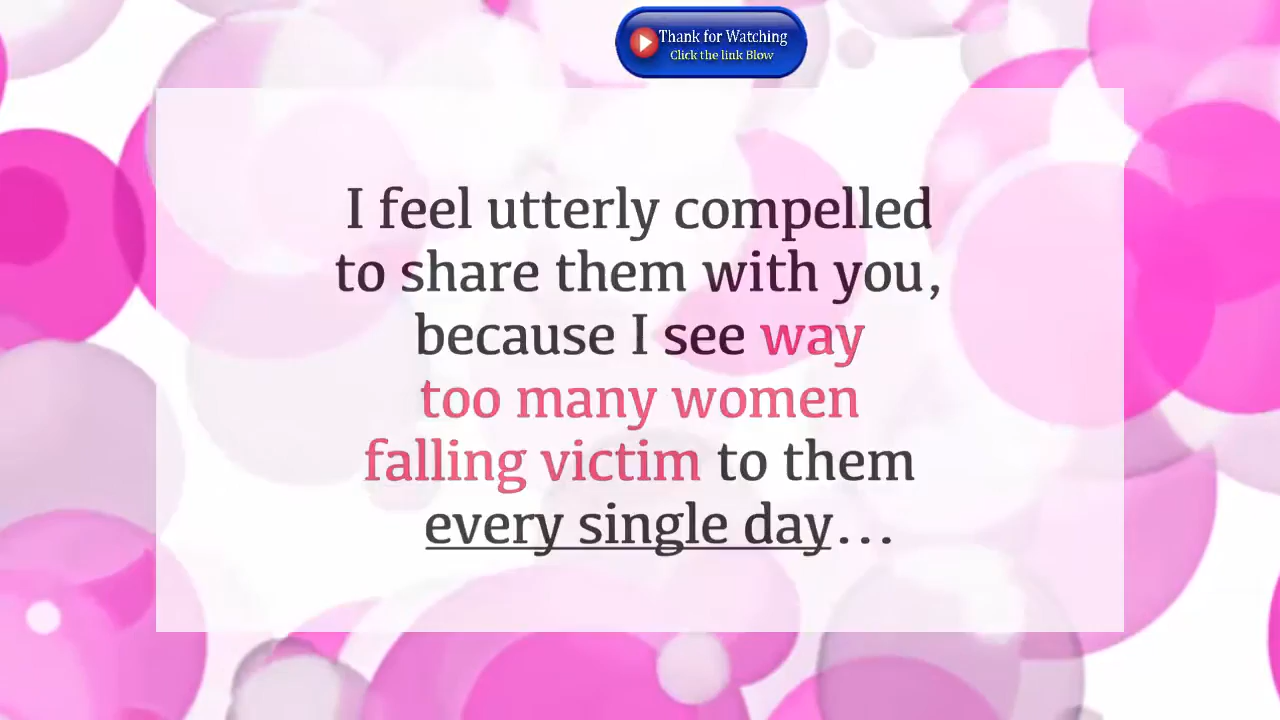 Thank for Watching
Click the link Blow
I feel utterly compelled
to share them with you,
because I see way
too many women
falling victim to them
every single day...